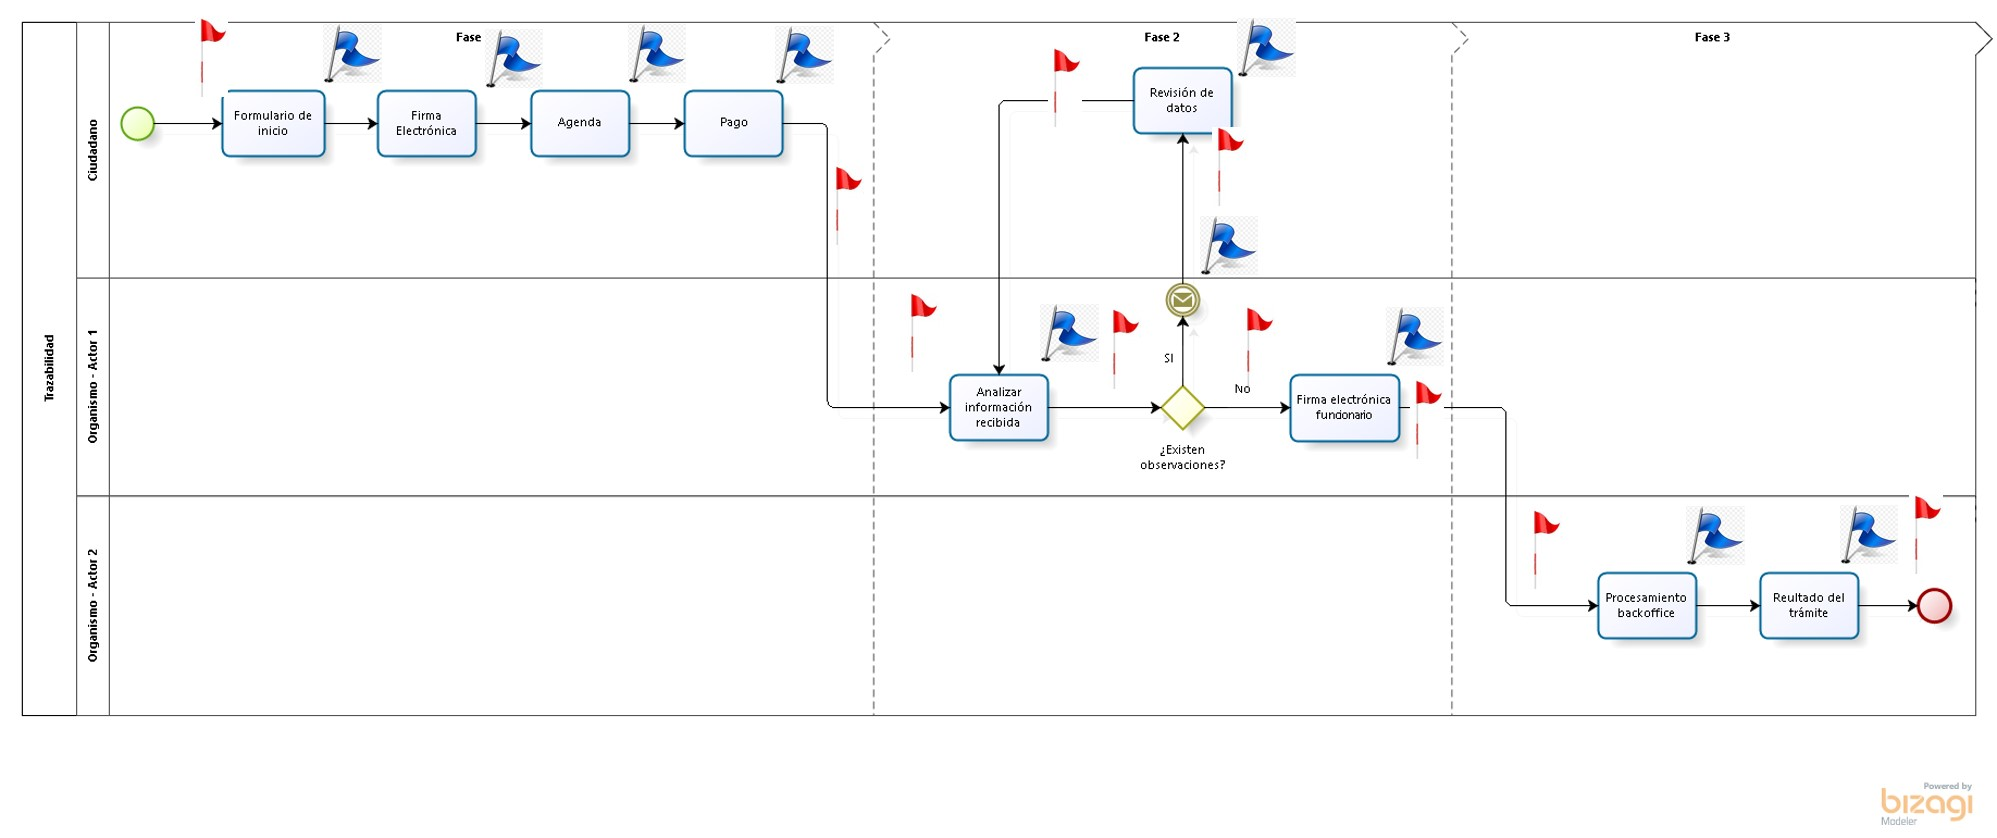 Fase
Fase 2
Fase 3
Trazabilidad
Ciudadano
Formulario de
inicio
Firma
Electrónica
Agenda
Pago
Revisión de
datos
Organismo - Actor 1
Analizar
información
recibida
SI
No
¿Existen
observaciones?
Firma electrónica
funcionario
Organismo - Actor 2
Procesamiento
backoffice
Reultado del
trámite
Powered by
bizagi
Modeler